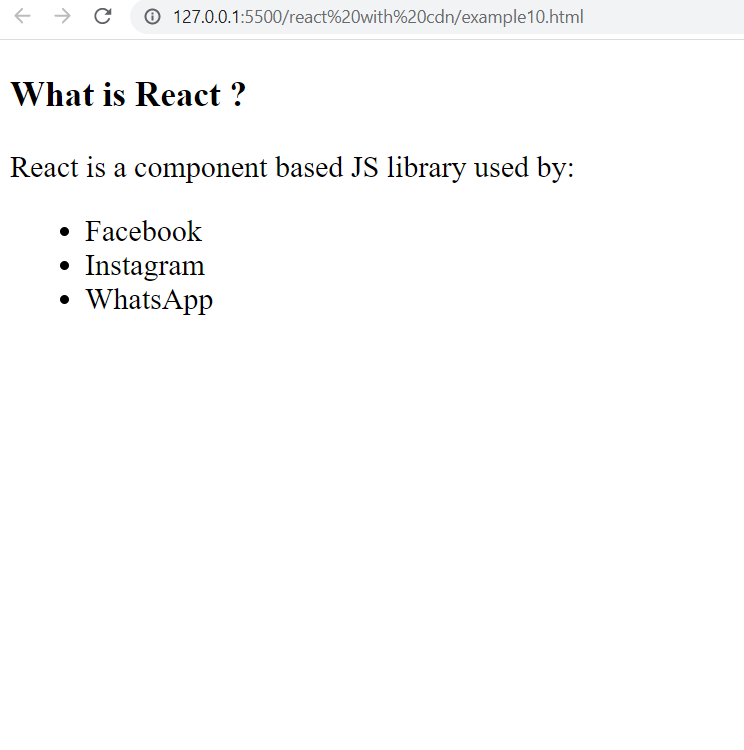 127.0.0.1:5500/react%20with%20cdn/example10.html
What is React ?
React is a component based JS library used by:
Facebook
Instagram
WhatsApp